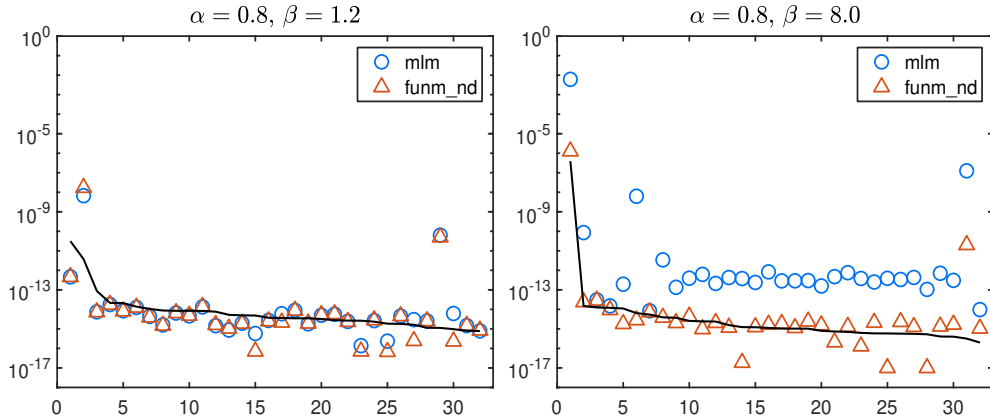 α = 0.8, β = 1.2
10^0
10^-5
10^-9
10^-13
10^-17
0 5 10 15 20 25 30
mlm
funm_nd
α = 0.8, β = 8.0
10^0
10^-5
10^-9
10^-13
10^-17
0 5 10 15 20 25 30
mlm
funm_nd